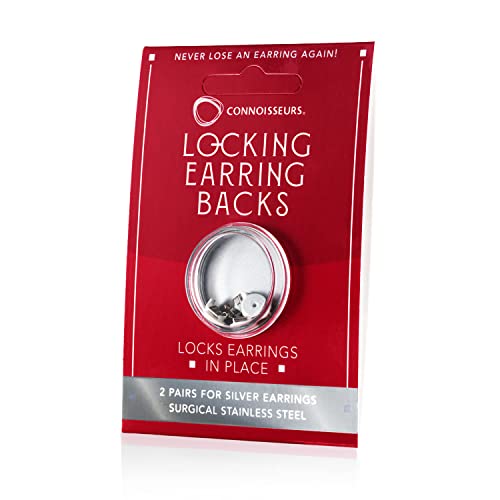 NEVER LOSE AN EARRING AGAIN!
CONNOISSEURS®
LOCKING
EARRING
BACKS
LOCKS EARRINGS
IN PLACE
2 PAIRS FOR SILVER EARRINGS
SURGICAL STAINLESS STEEL